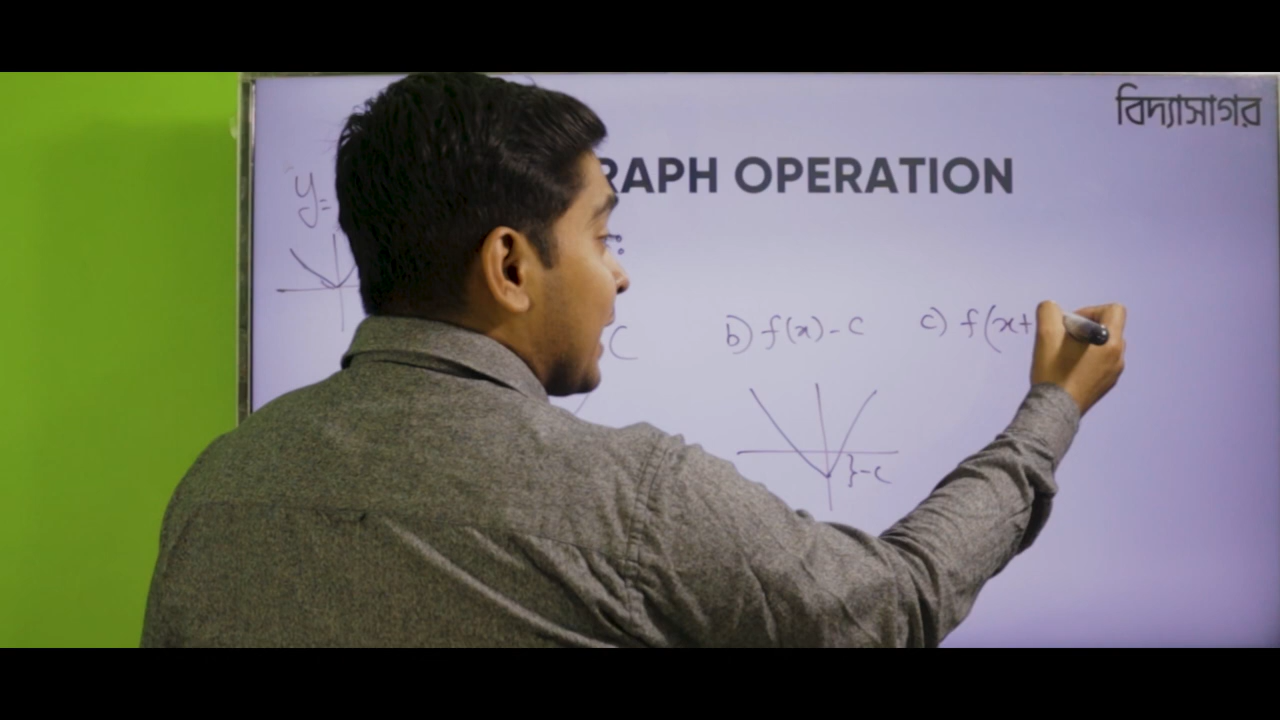 বিদ্যাসাগর
RAPH OPERATION
y=
:
C
b) f(x)-C
c) f(x+
}-c